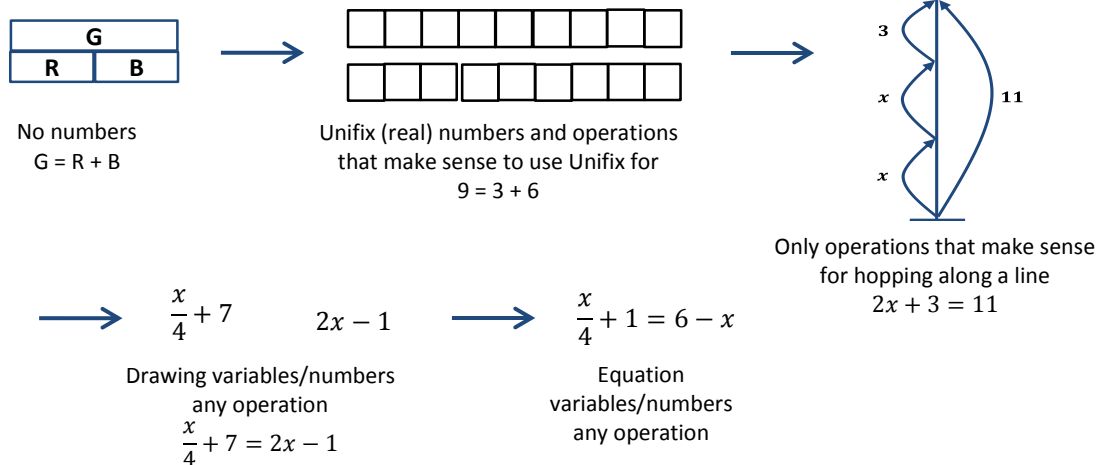 G
R B
No numbers
G = R + B
Unifix (real) numbers and operations
that make sense to use Unifix for
9 = 3 + 6
3
x
11
x
Only operations that make sense
for hopping along a line
2x + 3 = 11
x/4 + 7
2x − 1
Drawing variables/numbers
any operation
x/4 + 7 = 2x − 1
x/4 + 1 = 6 − x
Equation
variables/numbers
any operation